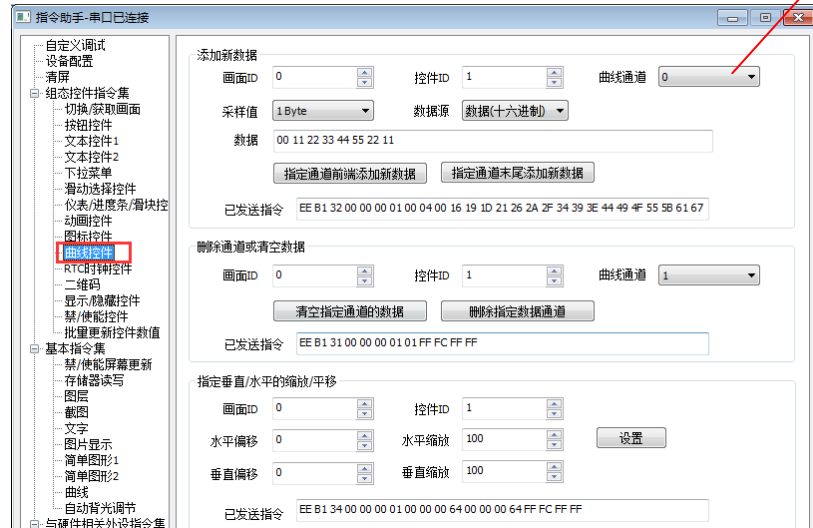 指令助手-串口已连接
自定义调试
设备配置
清屏
组态控件指令集
切换/获取画面
按钮控件
文本控件1
文本控件2
下拉菜单
滑动选择控件
仪表/进度条/滑块控
动画控件
图标控件
曲线控件
RTC时钟控件
二维码
显示/隐藏控件
禁/使能控件
批量更新控件数值
基本指令集
禁/使能屏幕更新
存储器读写
图层
截图
文字
图片显示
简单图形1
简单图形2
曲线
自动背光调节
与硬件相关外设指令集
添加新数据
画面ID 0 控件ID 1 曲线通道 0
采样值 1Byte 数据源 数据(十六进制)
数据 00 11 22 33 44 55 22 11
指定通道前端添加新数据 指定通道末尾添加新数据
已发送指令 EE B1 32 00 00 00 01 00 04 00 16 19 1D 21 26 2A 2F 34 39 3E 44 49 4F 55 5B 61 67
删除通道或清空数据
画面ID 0 控件ID 1 曲线通道 1
清空指定通道的数据 删除指定数据通道
已发送指令 EE B1 31 00 00 00 01 01 FF FC FF FF
指定垂直/水平的缩放/平移
画面ID 0 控件ID 1
水平偏移 0 水平缩放 100 设置
垂直偏移 0 垂直缩放 100
已发送指令 EE B1 34 00 00 00 01 00 00 00 64 00 00 00 64 FF FC FF FF